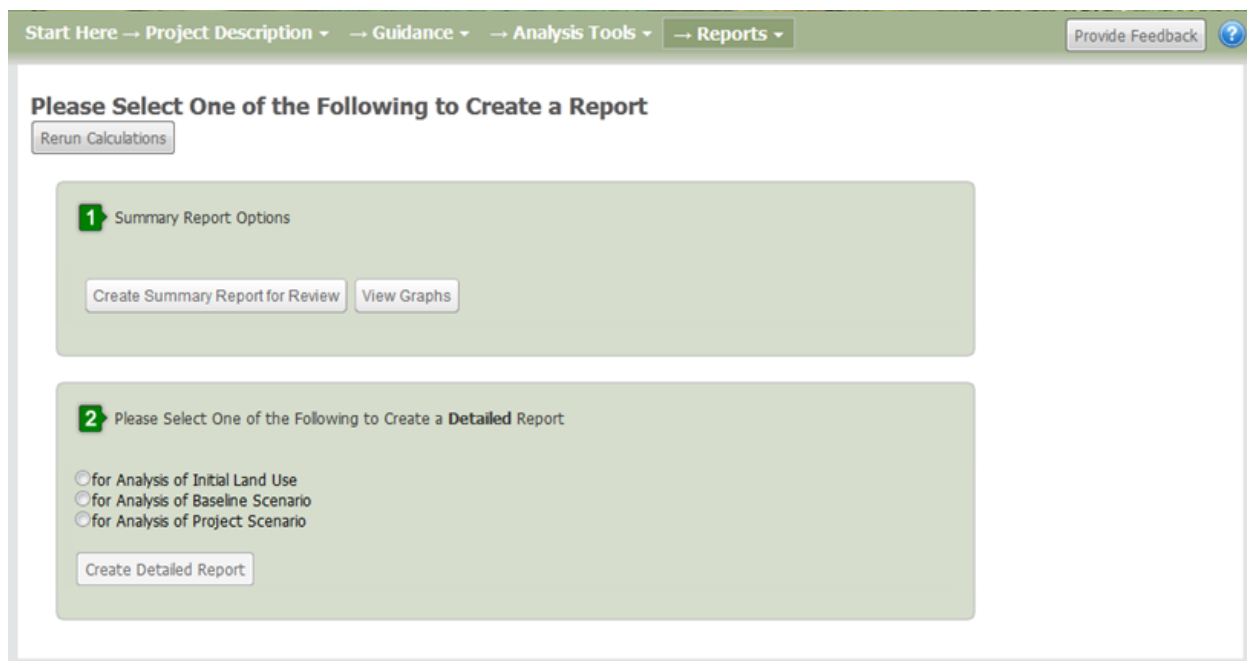 Start Here → Project Description ▾ → Guidance ▾ → Analysis Tools ▾ → Reports ▾ Provide Feedback ?
Please Select One of the Following to Create a Report
Rerun Calculations
1 Summary Report Options
Create Summary Report for Review View Graphs
2 Please Select One of the Following to Create a Detailed Report
for Analysis of Initial Land Use
for Analysis of Baseline Scenario
for Analysis of Project Scenario
Create Detailed Report